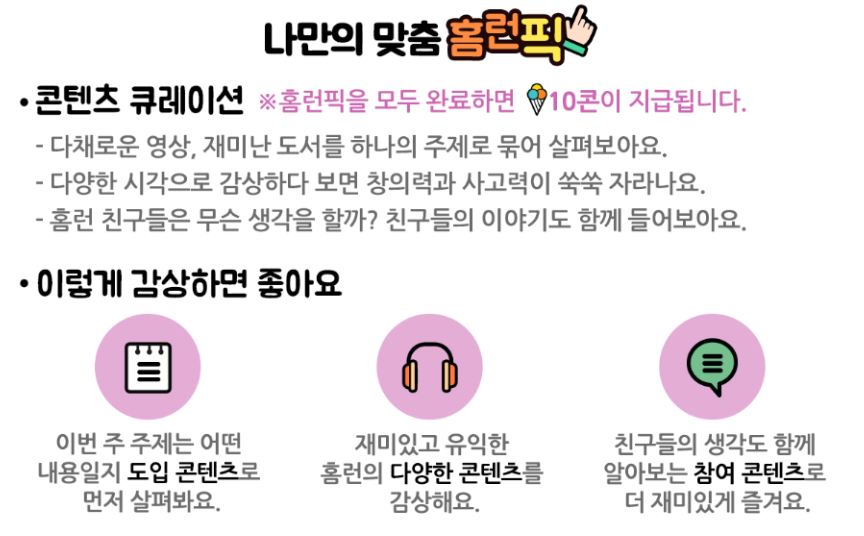 나만의 맞춤 홈런픽
• 콘텐츠 큐레이션 ※홈런픽을 모두 완료하면 10콘이 지급됩니다.
- 다채로운 영상, 재미난 도서를 하나의 주제로 묶어 살펴보아요.
- 다양한 시각으로 감상하다 보면 창의력과 사고력이 쑥쑥 자라나요.
- 홈런 친구들은 무슨 생각을 할까? 친구들의 이야기도 함께 들어보아요.
• 이렇게 감상하면 좋아요
이번 주 주제는 어떤
내용일지 도입 콘텐츠로
먼저 살펴봐요.
재미있고 유익한
홈런의 다양한 콘텐츠를
감상해요.
친구들의 생각도 함께
알아보는 참여 콘텐츠로
더 재미있게 즐겨요.